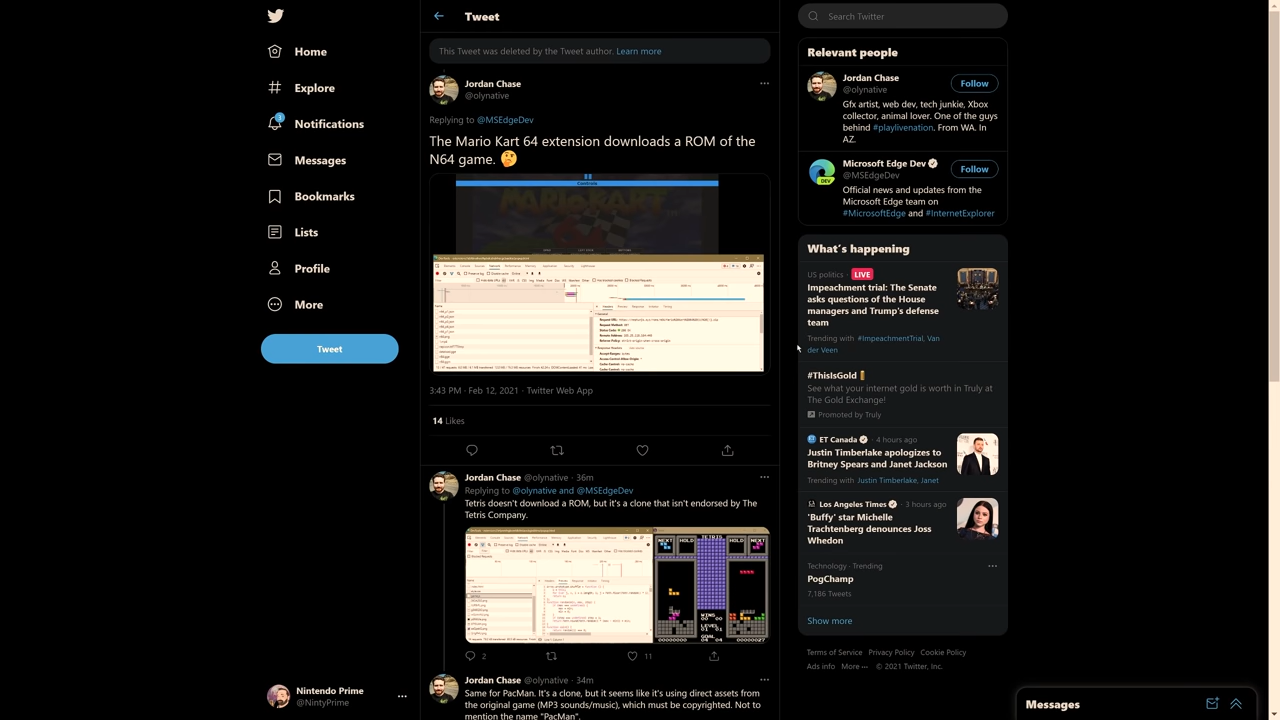 Home
Explore
3
Notifications
Messages
Bookmarks
Lists
Profile
More
Tweet
Nintendo Prime
@NintyPrime
Tweet
This Tweet was deleted by the Tweet author. Learn more
Jordan Chase
@olynative
Replying to @MSEdgeDev
The Mario Kart 64 extension downloads a ROM of the
N64 game. 🤔
Controls
3:43 PM · Feb 12, 2021 · Twitter Web App
14 Likes
Jordan Chase @olynative · 36m
Replying to @olynative and @MSEdgeDev
Tetris doesn't download a ROM, but it's a clone that isn't endorsed by The
Tetris Company.
NEXT HOLD TETRIS HOLD NEXT
WINS
LEVEL
GOAL
2 11
Jordan Chase @olynative · 34m
Same for PacMan. It's a clone, but it seems like it's using direct assets from
the original game (MP3 sounds/music), which must be copyrighted. Not to
mention the name "PacMan".
Search Twitter
Relevant people
Jordan Chase
@olynative
Follow
Gfx artist, web dev, tech junkie, Xbox
collector, animal lover. One of the guys
behind #playlivenation. From WA. In
AZ.
DEV
Microsoft Edge Dev
@MSEdgeDev
Follow
Official news and updates from the
Microsoft Edge team on
#MicrosoftEdge and #InternetExplorer
What's happening
US politics · LIVE
Impeachment trial: The Senate
asks questions of the House
managers and Trump's defense
team
Trending with #ImpeachmentTrial, Van
der Veen
#ThisIsGold
See what your internet gold is worth in Truly at
The Gold Exchange!
Promoted by Truly
ET Canada · 4 hours ago
Justin Timberlake apologizes to
Britney Spears and Janet Jackson
Trending with Justin Timberlake, Janet
Los Angeles Times · 3 hours ago
'Buffy' star Michelle
Trachtenberg denounces Joss
Whedon
Technology · Trending
PogChamp
7,186 Tweets
Show more
Terms of Service Privacy Policy Cookie Policy
Ads info More ··· © 2021 Twitter, Inc.
Messages